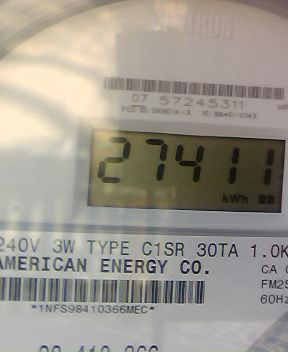 07 57245311
27411
kWh
240V 3W TYPE C1SR 30TA 1.0K
AMERICAN ENERGY CO.
CA
FM2S
60Hz
*1NFS98410366MEC*